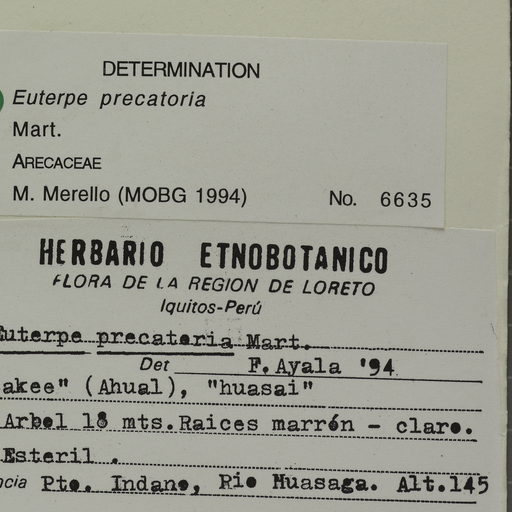 DETERMINATION
Euterpe precatoria
Mart.
ARECACEAE
M. Merello (MOBG 1994) No. 6635
HERBARIO ETNOBOTANICO
FLORA DE LA REGION DE LORETO
Iquitos-Perú
Euterpe precatoria Mart.
Det F. Ayala '94
akee" (Ahual), "huasai"
Arbol 18 mts. Raices marrón - claro.
Esteril .
ncia Pto. Indano, Rio Huasaga. Alt.145